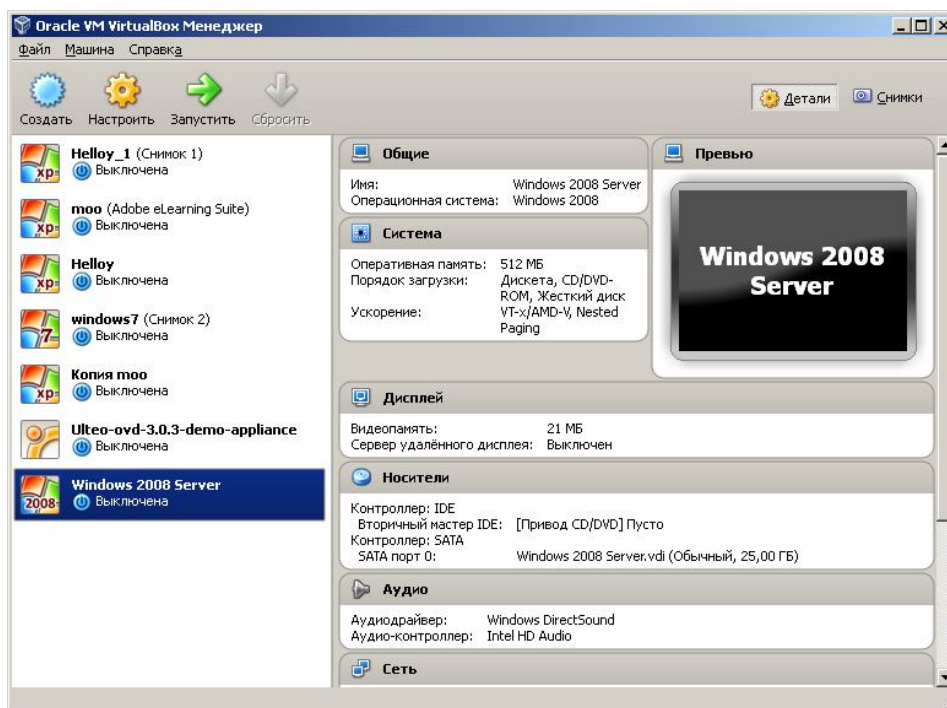 Oracle VM VirtualBox Менеджер
Файл Машина Справка
Создать Настроить Запустить Сбросить
Детали Снимки
Helloy_1 (Снимок 1)
Выключена
moo (Adobe eLearning Suite)
Выключена
Helloy
Выключена
windows7 (Снимок 2)
Выключена
Копия moo
Выключена
Ulteo-ovd-3.0.3-demo-appliance
Выключена
Windows 2008 Server
Выключена
xp
xp
xp
7
xp
2008
Общие
Имя: Windows 2008 Server
Операционная система: Windows 2008
Система
Оперативная память: 512 МБ
Порядок загрузки: Дискета, CD/DVD-
ROM, Жесткий диск
Ускорение: VT-x/AMD-V, Nested
Paging
Превью
Windows 2008
Server
Дисплей
Видеопамять: 21 МБ
Сервер удалённого дисплея: Выключен
Носители
Контроллер: IDE
Вторичный мастер IDE: [Привод CD/DVD] Пусто
Контроллер: SATA
SATA порт 0: Windows 2008 Server.vdi (Обычный, 25,00 ГБ)
Аудио
Аудиодрайвер: Windows DirectSound
Аудио-контроллер: Intel HD Audio
Сеть